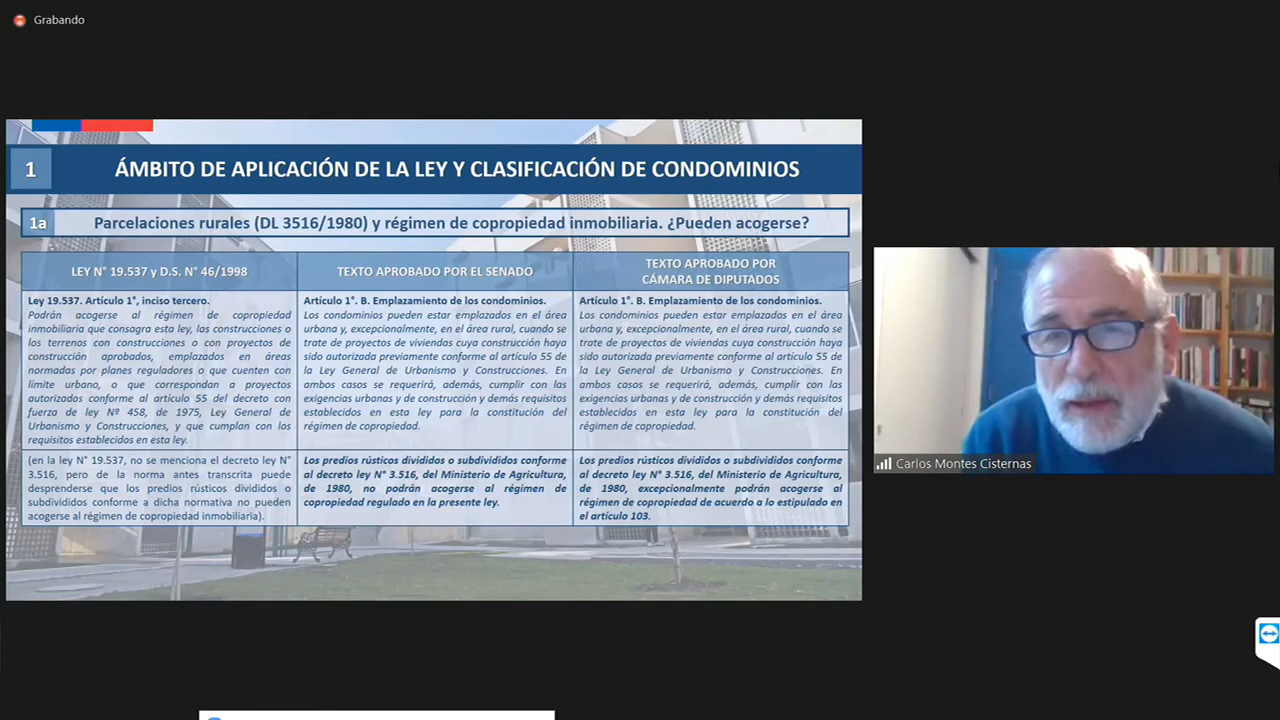 Grabando
1
ÁMBITO DE APLICACIÓN DE LA LEY Y CLASIFICACIÓN DE CONDOMINIOS
1a
Parcelaciones rurales (DL 3516/1980) y régimen de copropiedad inmobiliaria. ¿Pueden acogerse?
LEY N° 19.537 y D.S. N° 46/1998
Ley 19.537. Artículo 1°, inciso tercero.
Podrán acogerse al régimen de copropiedad
inmobiliaria que consagra esta ley, las construcciones o
los terrenos con construcciones o con proyectos de
construcción aprobados, emplazados en áreas
normadas por planes reguladores o que cuenten con
límite urbano, o que correspondan a proyectos
autorizados conforme al artículo 55 del decreto con
fuerza de ley Nº 458, de 1975, Ley General de
Urbanismo y Construcciones, y que cumplan con los
requisitos establecidos en esta ley.
(en la ley N° 19.537, no se menciona el decreto ley N°
3.516, pero de la norma antes transcrita puede
desprenderse que los predios rústicos divididos o
subdivididos conforme a dicha normativa no pueden
acogerse al régimen de copropiedad inmobiliaria).
TEXTO APROBADO POR EL SENADO
Artículo 1°. B. Emplazamiento de los condominios.
Los condominios pueden estar emplazados en el área
urbana y, excepcionalmente, en el área rural, cuando se
trate de proyectos de viviendas cuya construcción haya
sido autorizada previamente conforme al artículo 55 de
la Ley General de Urbanismo y Construcciones. En
ambos casos se requerirá, además, cumplir con las
exigencias urbanas y de construcción y demás requisitos
establecidos en esta ley para la constitución del
régimen de copropiedad.
Los predios rústicos divididos o subdivididos conforme
al decreto ley N° 3.516, del Ministerio de Agricultura,
de 1980, no podrán acogerse al régimen de
copropiedad regulado en la presente ley.
TEXTO APROBADO POR
CÁMARA DE DIPUTADOS
Artículo 1°. B. Emplazamiento de los condominios.
Los condominios pueden estar emplazados en el área
urbana y, excepcionalmente, en el área rural, cuando se
trate de proyectos de viviendas cuya construcción haya
sido autorizada previamente conforme al artículo 55 de
la Ley General de Urbanismo y Construcciones. En
ambos casos se requerirá, además, cumplir con las
exigencias urbanas y de construcción y demás requisitos
establecidos en esta ley para la constitución del
régimen de copropiedad.
Los predios rústicos divididos o subdivididos conforme
al decreto ley N° 3.516, del Ministerio de Agricultura,
de 1980, excepcionalmente podrán acogerse al
régimen de copropiedad de acuerdo a lo estipulado en
el artículo 103.
Carlos Montes Cisternas